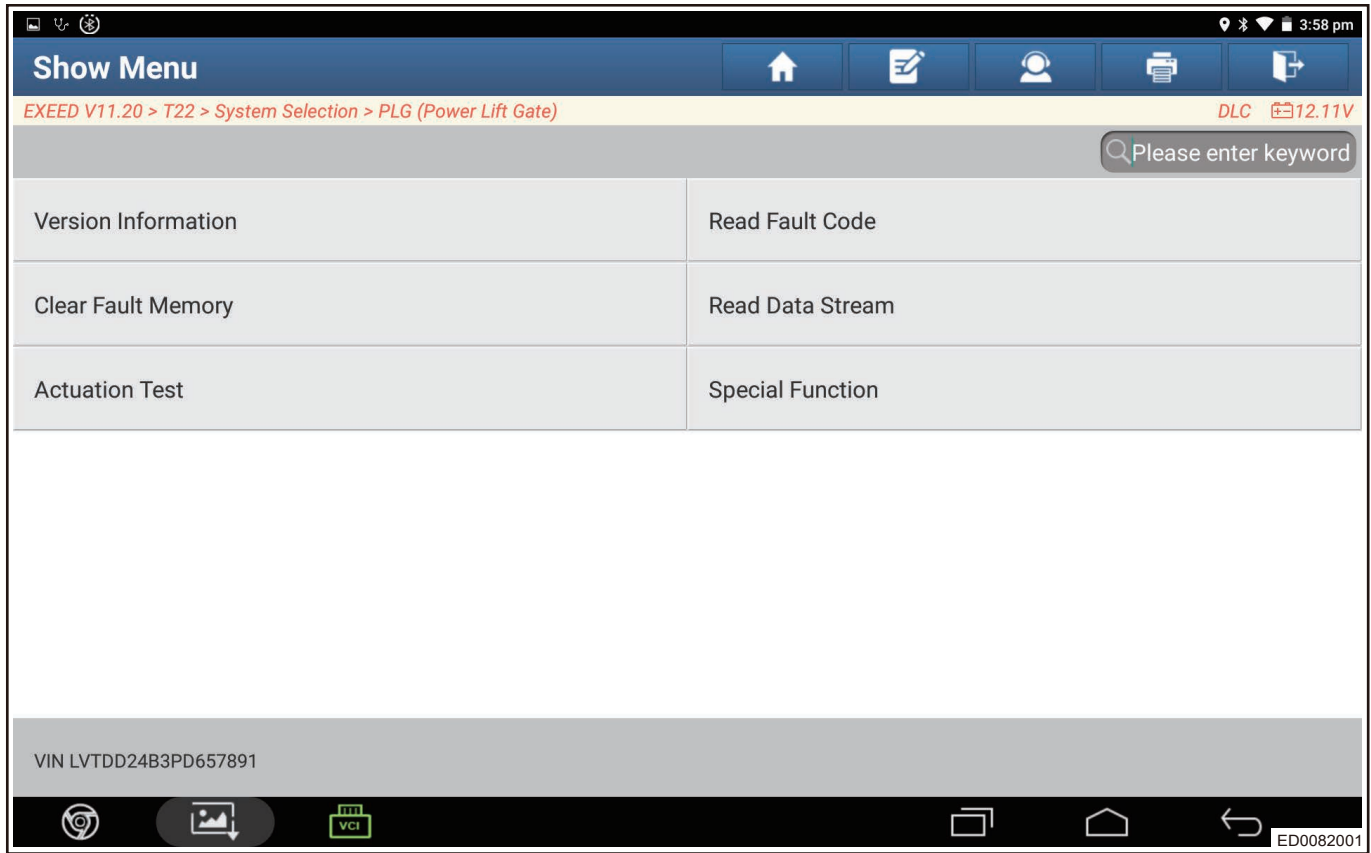 3:58 pm
Show Menu
EXEED V11.20 > T22 > System Selection > PLG (Power Lift Gate)
DLC 12.11V
Please enter keyword
Version Information
Read Fault Code
Clear Fault Memory
Read Data Stream
Actuation Test
Special Function
VIN LVTDD24B3PD657891
VCI
ED0082001